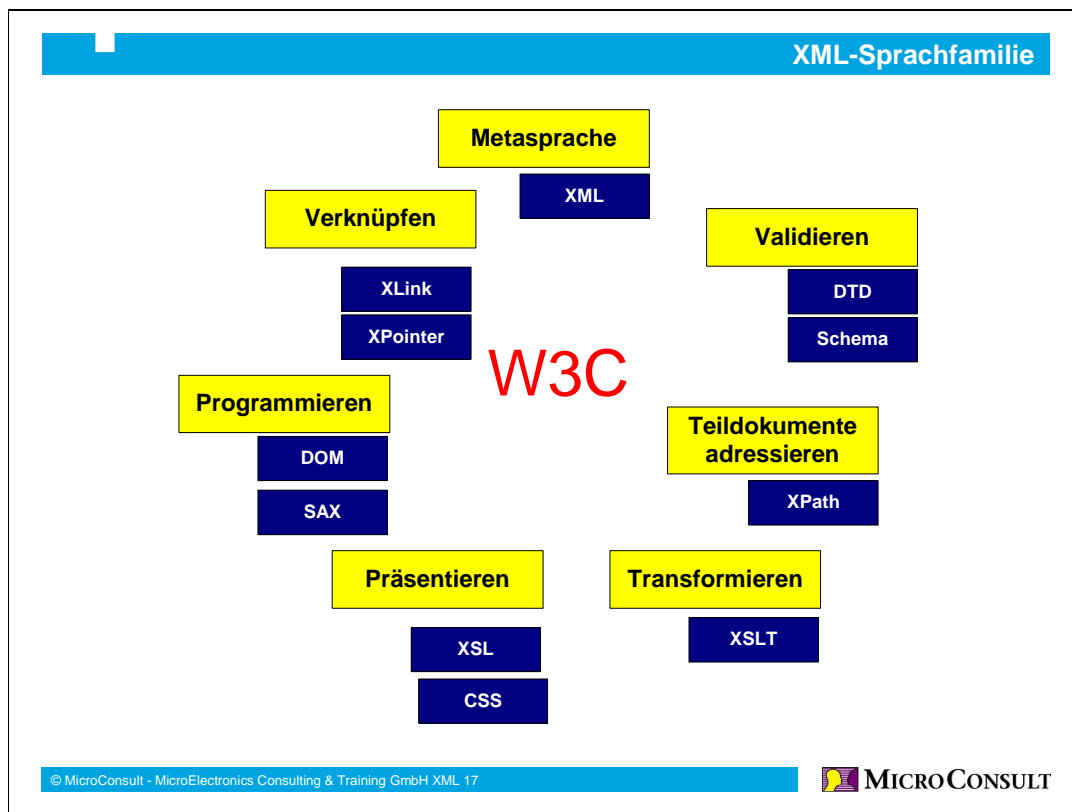 XML-Sprachfamilie
Metasprache
XML
Verknüpfen
XLink
XPointer
Validieren
DTD
Schema
W3C
Programmieren
DOM
SAX
Teildokumente
adressieren
XPath
Präsentieren
XSL
CSS
Transformieren
XSLT
© MicroConsult - MicroElectronics Consulting & Training GmbH XML 17
MICROCONSULT